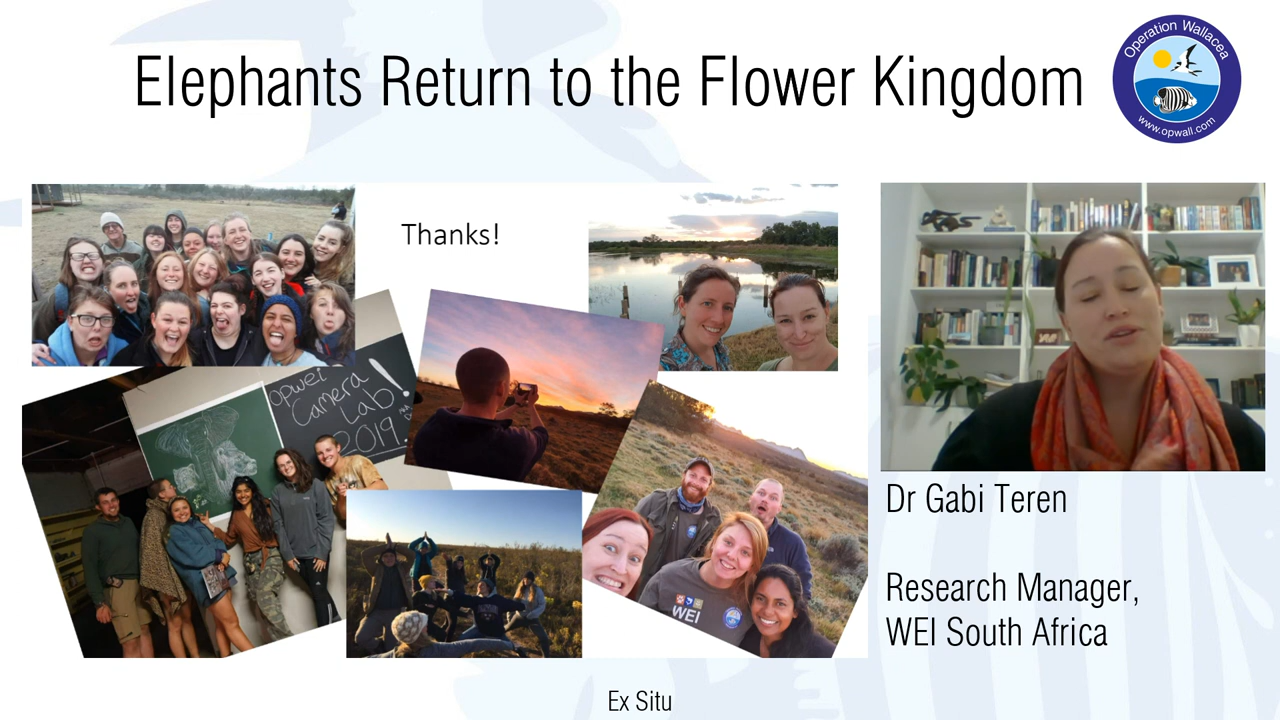 Elephants Return to the Flower Kingdom
Operation Wallacea
www.opwall.com
Thanks!
opwei
Camera
Lab!
2019.
WEI
Dr Gabi Teren
Research Manager,
WEI South Africa
Ex Situ